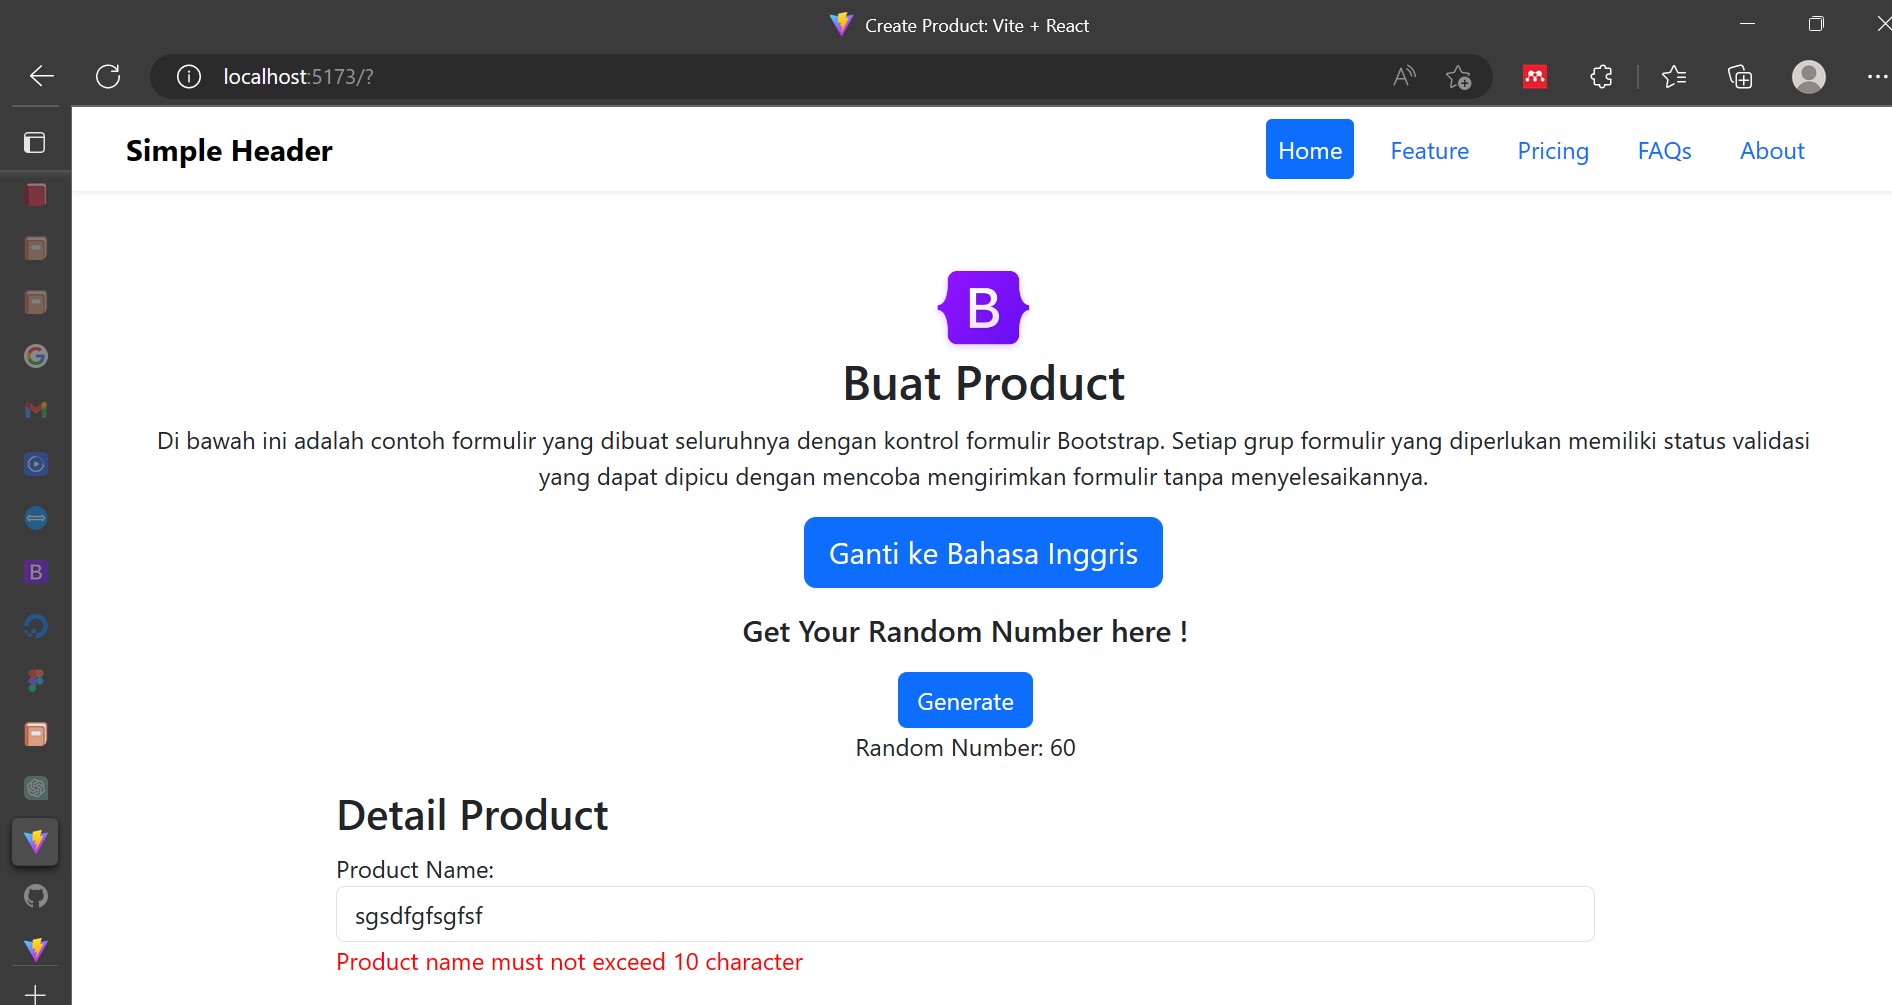 Create Product: Vite + React
localhost:5173/?
Simple Header
Home Feature Pricing FAQs About
B
Buat Product
Di bawah ini adalah contoh formulir yang dibuat seluruhnya dengan kontrol formulir Bootstrap. Setiap grup formulir yang diperlukan memiliki status validasi
yang dapat dipicu dengan mencoba mengirimkan formulir tanpa menyelesaikannya.
Ganti ke Bahasa Inggris
Get Your Random Number here !
Generate
Random Number: 60
Detail Product
Product Name:
sgsdfgfsgfsf
Product name must not exceed 10 character